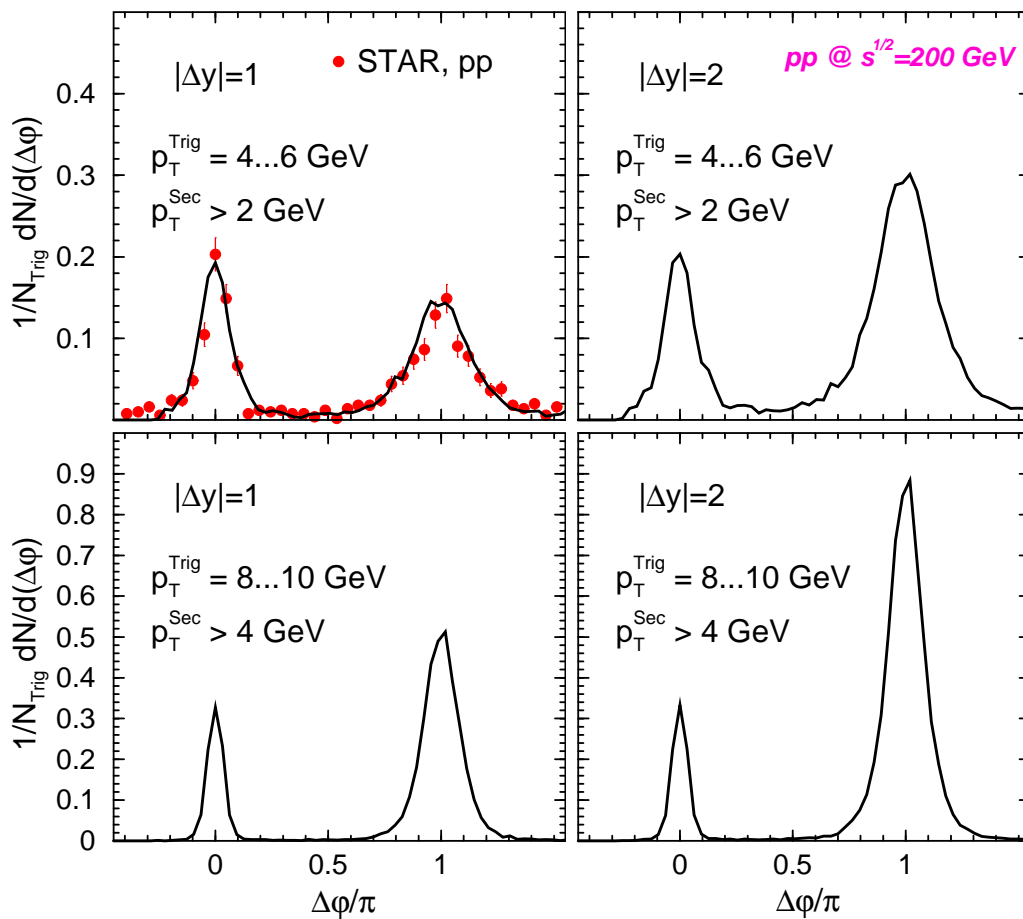 STAR, pp
|Δy|=1
p_T^Trig = 4...6 GeV
p_T^Sec > 2 GeV
0.4
0.3
0.2
0.1
1/N_Trig dN/d(Δφ)
pp @ s^1/2=200 GeV
|Δy|=2
p_T^Trig = 4...6 GeV
p_T^Sec > 2 GeV
|Δy|=1
p_T^Trig = 8...10 GeV
p_T^Sec > 4 GeV
0.9
0.8
0.7
0.6
0.5
0.4
0.3
0.2
0.1
0
1/N_Trig dN/d(Δφ)
0 0.5 1
Δφ/π
|Δy|=2
p_T^Trig = 8...10 GeV
p_T^Sec > 4 GeV
0 0.5 1
Δφ/π